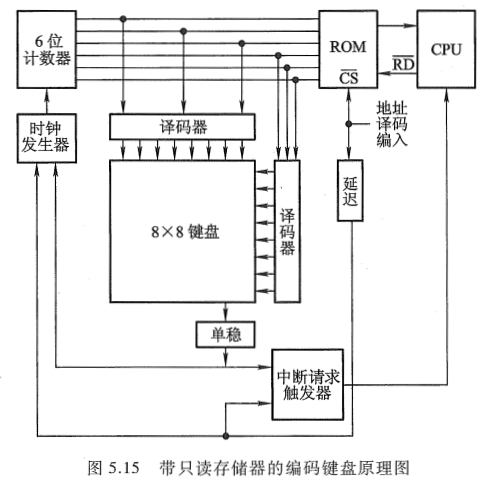 6 位
计数器
ROM
CS
CPU
RD
时钟
发生器
译码器
地址
译码
编入
延迟
8×8 键盘
译码器
单稳
中断请求
触发器
图 5.15 带只读存储器的编码键盘原理图